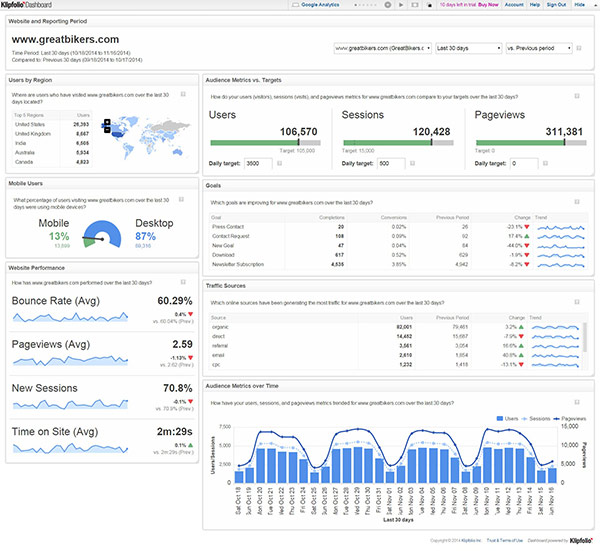 Klipfolio Dashboard
Google Analytics
16 days left in trial Buy Now Account Help Sign Out Hide
Website and Reporting Period
www.greatbikers.com
Time Period: Last 30 days (10/18/2014 to 11/16/2014)
Compared to: Previous 30 days (09/18/2014 to 10/17/2014)
www.greatbikers.com (GreatBikers.c
Last 30 days
vs. Previous period
Users by Region
Where are users who have visited www.greatbikers.com over the last 30
days located?
Top 5 Regions Users
United States 26,393
United Kingdom 8,667
India 6,508
Australia 5,934
Canada 4,823
Mobile Users
What percentage of users visiting www.greatbikers.com over the last 30
days were using mobile devices?
Mobile
13%
Desktop
87%
Website Performance
How has www.greatbikers.com performed over the last 30 days?
Bounce Rate (Avg) 60.29%
0.4%
vs. 60.04% (Prev.)
Pageviews (Avg) 2.59
-1.13%
vs. 2.62 (Prev.)
New Sessions 70.8%
-0.1%
vs. 70.9% (Prev.)
Time on Site (Avg) 2m:29s
0.1%
vs. 2m:29s (Prev.)
Audience Metrics vs. Targets
How do your users (visitors), sessions (visits), and pageviews metrics for www.greatbikers.com compare to your targets over the last 30 days?
Users
106,570
Target: 105,000
Daily target: 3500
Sessions
120,428
Target: 15,000
Daily target: 500
Pageviews
311,381
Target: 0
Daily target: 0
Goals
Which goals are improving for www.greatbikers.com over the last 30 days?
Goal Completions Conversions Previous Period Change Trend
Press Contact 20 0.02% 26 -23.1%
Contact Request 108 0.09% 92 17.4%
New Goal 47 0.04% 84 -44.0%
Download 617 0.52% 629 -1.9%
Newsletter Subscription 4,535 3.85% 4,942 -8.2%
Traffic Sources
Which online sources have been generating the most traffic for www.greatbikers.com over the last 30 days?
Source Users Previous Period Change Trend
organic 82,001 79,461 3.2%
direct 14,452 15,687 -7.9%
referral 3,561 3,054 16.6%
email 2,610 1,854 40.8%
cpc 1,232 1,418 -13.1%
Audience Metrics over Time
How have your users, sessions, and pageviews metrics trended for www.greatbikers.com over the last 30 days?
Users Sessions Pageviews
Users/Sessions
7,500
5,000
2,500
0
15,000
10,000
5,000
0
Pageviews
Sat Oct 18
Sun Oct 19
Mon Oct 20
Tue Oct 21
Wed Oct 22
Thu Oct 23
Fri Oct 24
Sat Oct 25
Sun Oct 26
Mon Oct 27
Tue Oct 28
Wed Oct 29
Thu Oct 30
Fri Oct 31
Sat Nov 01
Sun Nov 02
Mon Nov 03
Tue Nov 04
Wed Nov 05
Thu Nov 06
Fri Nov 07
Sat Nov 08
Sun Nov 09
Mon Nov 10
Tue Nov 11
Wed Nov 12
Thu Nov 13
Fri Nov 14
Sat Nov 15
Sun Nov 16
Last 30 days
Copyright © 2014 Klipfolio Inc. Trust & Terms of Use Dashboard powered by Klipfolio